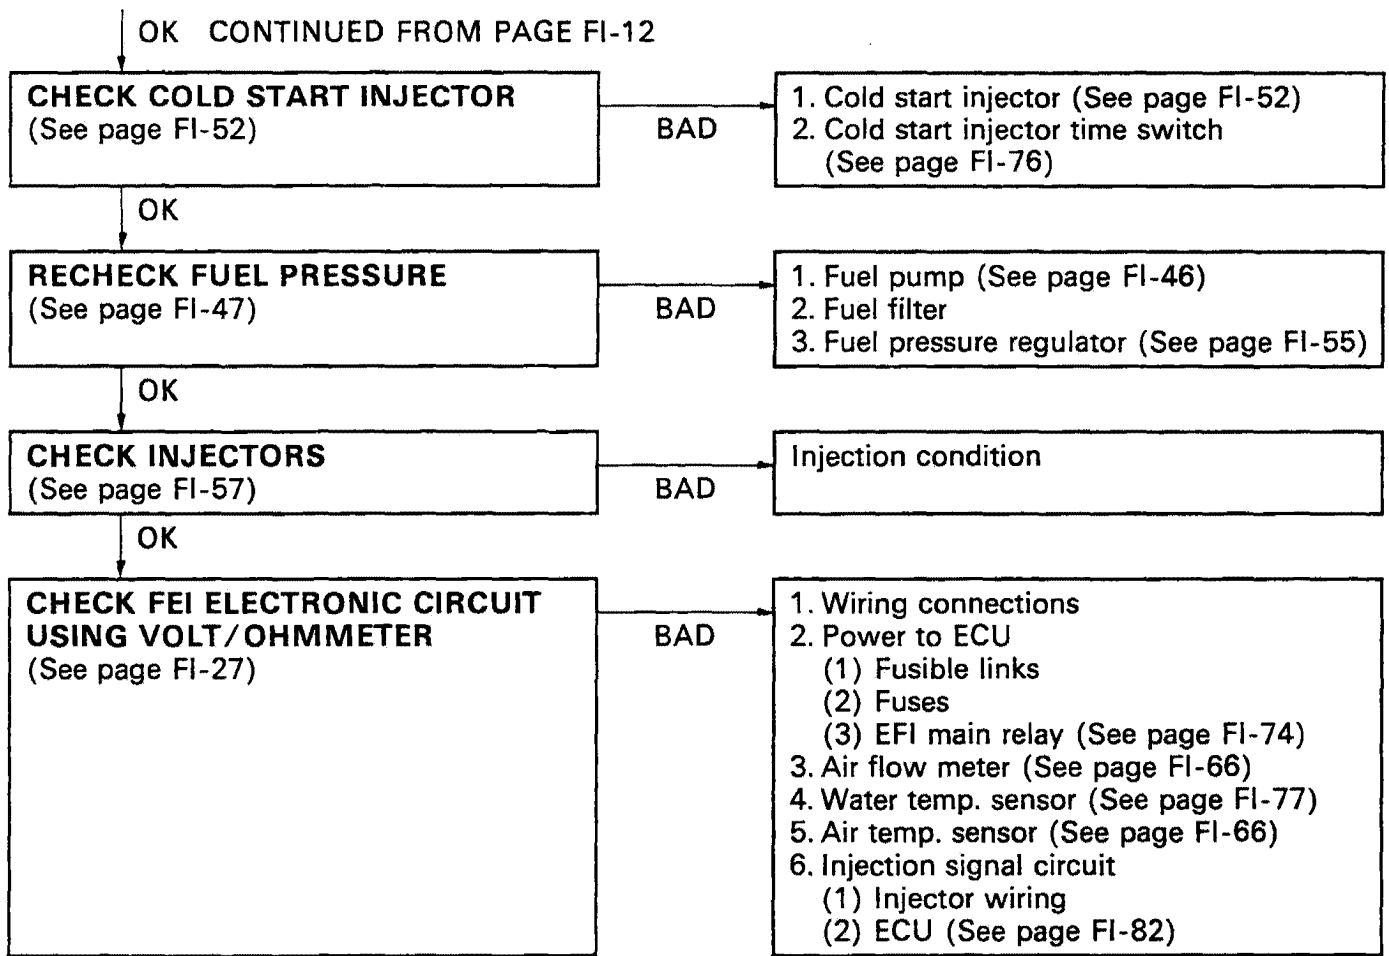 OK CONTINUED FROM PAGE FI-12
CHECK COLD START INJECTOR
(See page FI-52)
BAD
1. Cold start injector (See page FI-52)
2. Cold start injector time switch
(See page FI-76)
OK
RECHECK FUEL PRESSURE
(See page FI-47)
BAD
1. Fuel pump (See page FI-46)
2. Fuel filter
3. Fuel pressure regulator (See page FI-55)
OK
CHECK INJECTORS
(See page FI-57)
BAD
Injection condition
OK
CHECK FEI ELECTRONIC CIRCUIT
USING VOLT/OHMMETER
(See page FI-27)
BAD
1. Wiring connections
2. Power to ECU
(1) Fusible links
(2) Fuses
(3) EFI main relay (See page FI-74)
3. Air flow meter (See page FI-66)
4. Water temp. sensor (See page FI-77)
5. Air temp. sensor (See page FI-66)
6. Injection signal circuit
(1) Injector wiring
(2) ECU (See page FI-82)